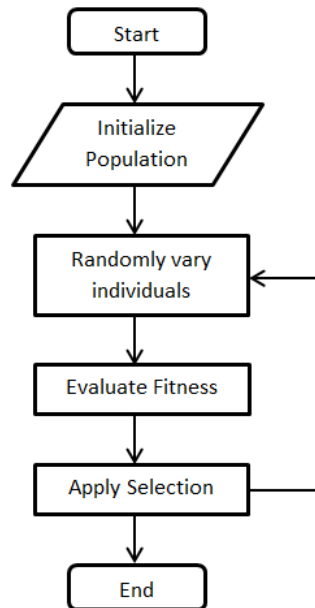 Start
Initialize
Population
Randomly vary
individuals
Evaluate Fitness
Apply Selection
End